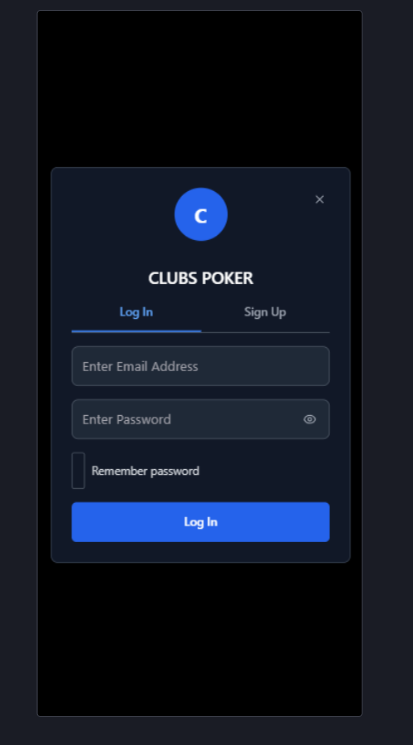 C
CLUBS POKER
Log In
Sign Up
Enter Email Address
Enter Password
Remember password
Log In